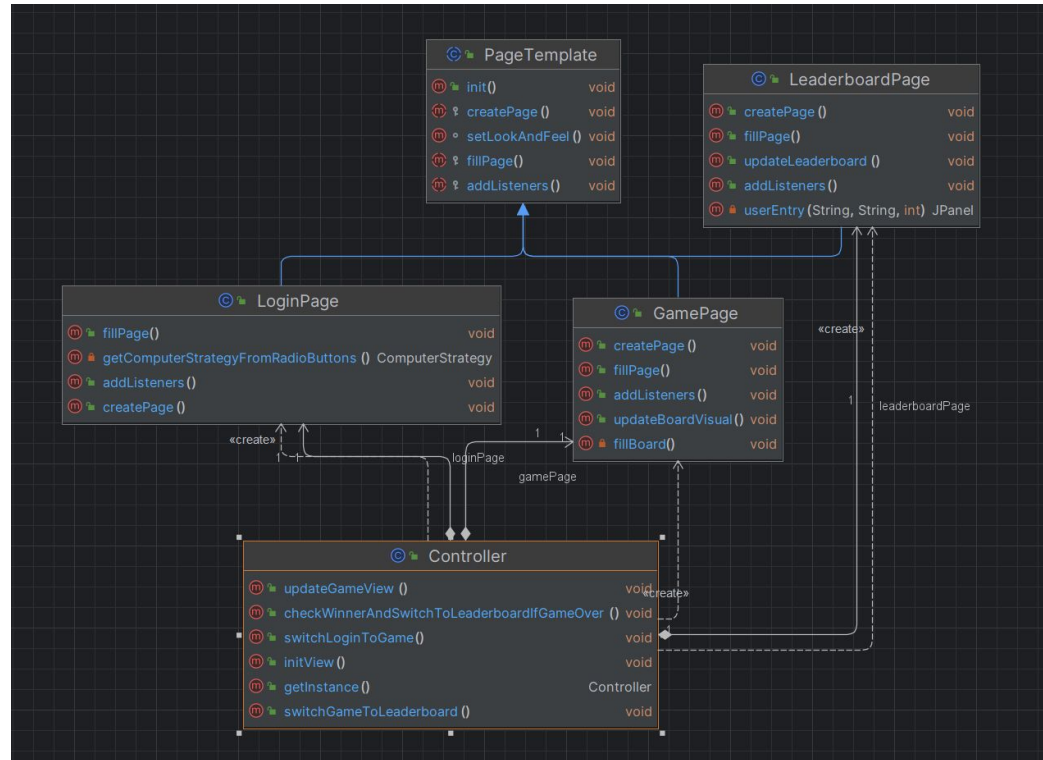 PageTemplate
init() void
createPage () void
setLookAndFeel () void
fillPage() void
addListeners() void
LeaderboardPage
createPage () void
fillPage() void
updateLeaderboard () void
addListeners() void
userEntry(String, String, int) JPanel
LoginPage
fillPage() void
getComputerStrategyFromRadioButtons () ComputerStrategy
addListeners() void
createPage () void
GamePage
createPage () void
fillPage() void
addListeners() void
updateBoardVisual() void
fillBoard() void
«create»
1
leaderboardPage
«create»
1
1
loginPage
1
1
gamePage
Controller
updateGameView () void
checkWinnerAndSwitchToLeaderboardIfGameOver () void
switchLoginToGame() void
initView() void
getInstance() Controller
switchGameToLeaderboard () void
«create»
1